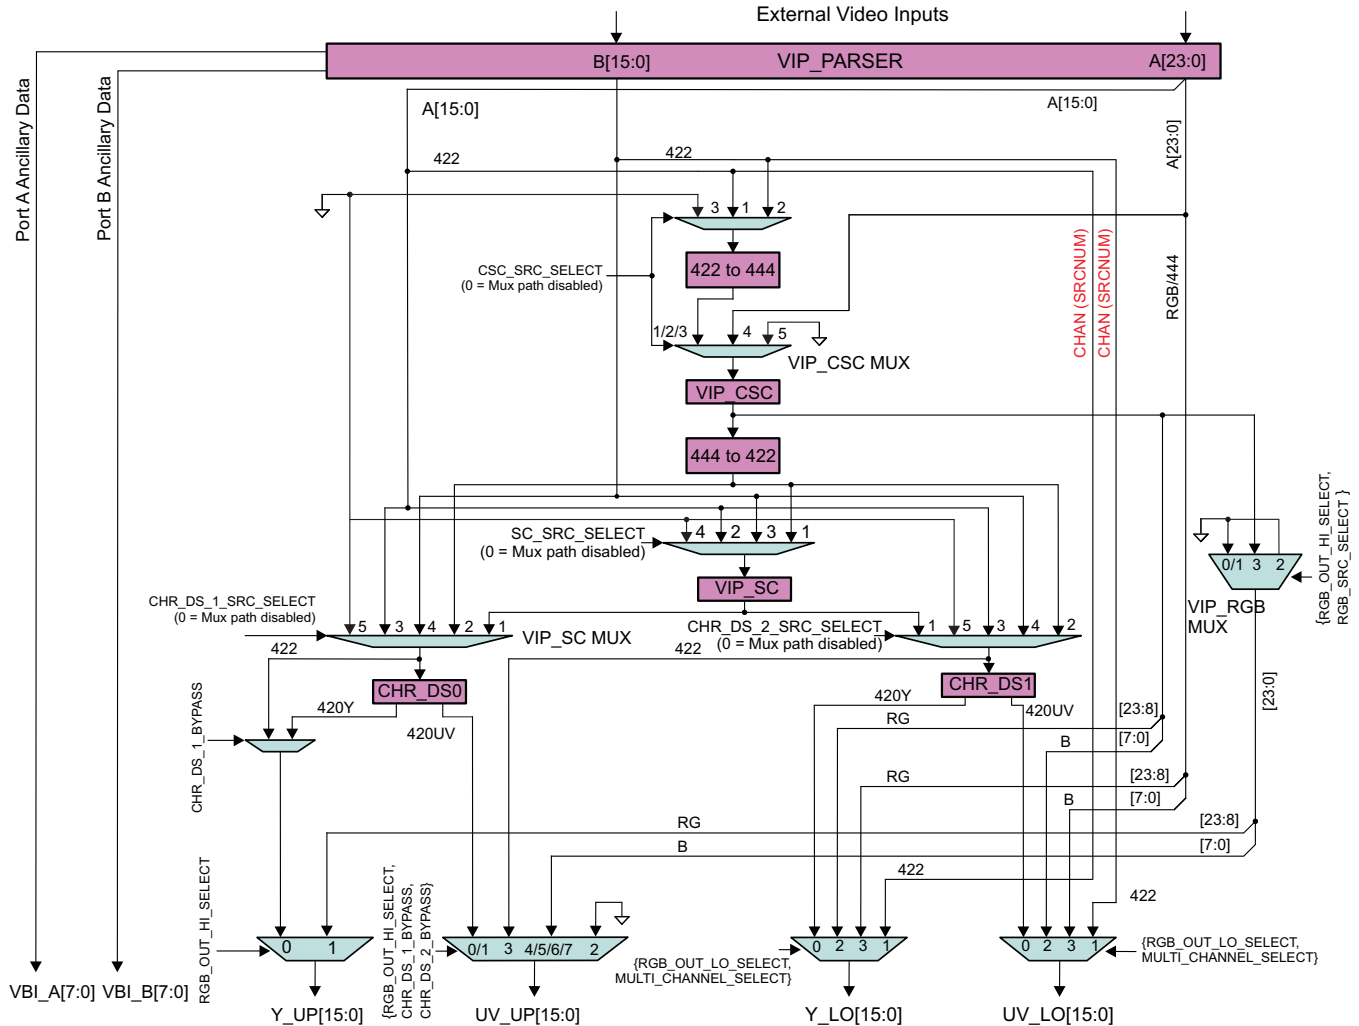 External Video Inputs
B[15:0]
VIP_PARSER
A[23:0]
Port A Ancillary Data
Port B Ancillary Data
A[15:0]
A[15:0]
A[23:0]
422
422
3
1
2
CSC_SRC_SELECT
(0 = Mux path disabled)
422 to 444
CHAN (SRCNUM)
CHAN (SRCNUM)
RGB/444
1/2/3
4
5
VIP_CSC MUX
VIP_CSC
444 to 422
SC_SRC_SELECT
(0 = Mux path disabled)
4
2
3
1
{RGB_OUT_HI_SELECT,
RGB_SRC_SELECT }
0/1
3
2
VIP_RGB
MUX
VIP_SC
CHR_DS_1_SRC_SELECT
(0 = Mux path disabled)
5
3
4
2
1
VIP_SC MUX
CHR_DS_2_SRC_SELECT
(0 = Mux path disabled)
1
5
3
4
2
422
422
CHR_DS0
CHR_DS1
[23:0]
CHR_DS_1_BYPASS
420Y
420UV
420Y
420UV
RG
[23:8]
B
[7:0]
RG
[23:8]
B
[7:0]
RG
[23:8]
B
[7:0]
422
422
RGB_OUT_HI_SELECT
0
1
{RGB_OUT_HI_SELECT,
CHR_DS_1_BYPASS,
CHR_DS_2_BYPASS}
0/1
3
4/5/6/7
2
{RGB_OUT_LO_SELECT,
MULTI_CHANNEL_SELECT}
0
2
3
1
0
2
3
1
{RGB_OUT_LO_SELECT,
MULTI_CHANNEL_SELECT}
VBI_A[7:0]
VBI_B[7:0]
Y_UP[15:0]
UV_UP[15:0]
Y_LO[15:0]
UV_LO[15:0]